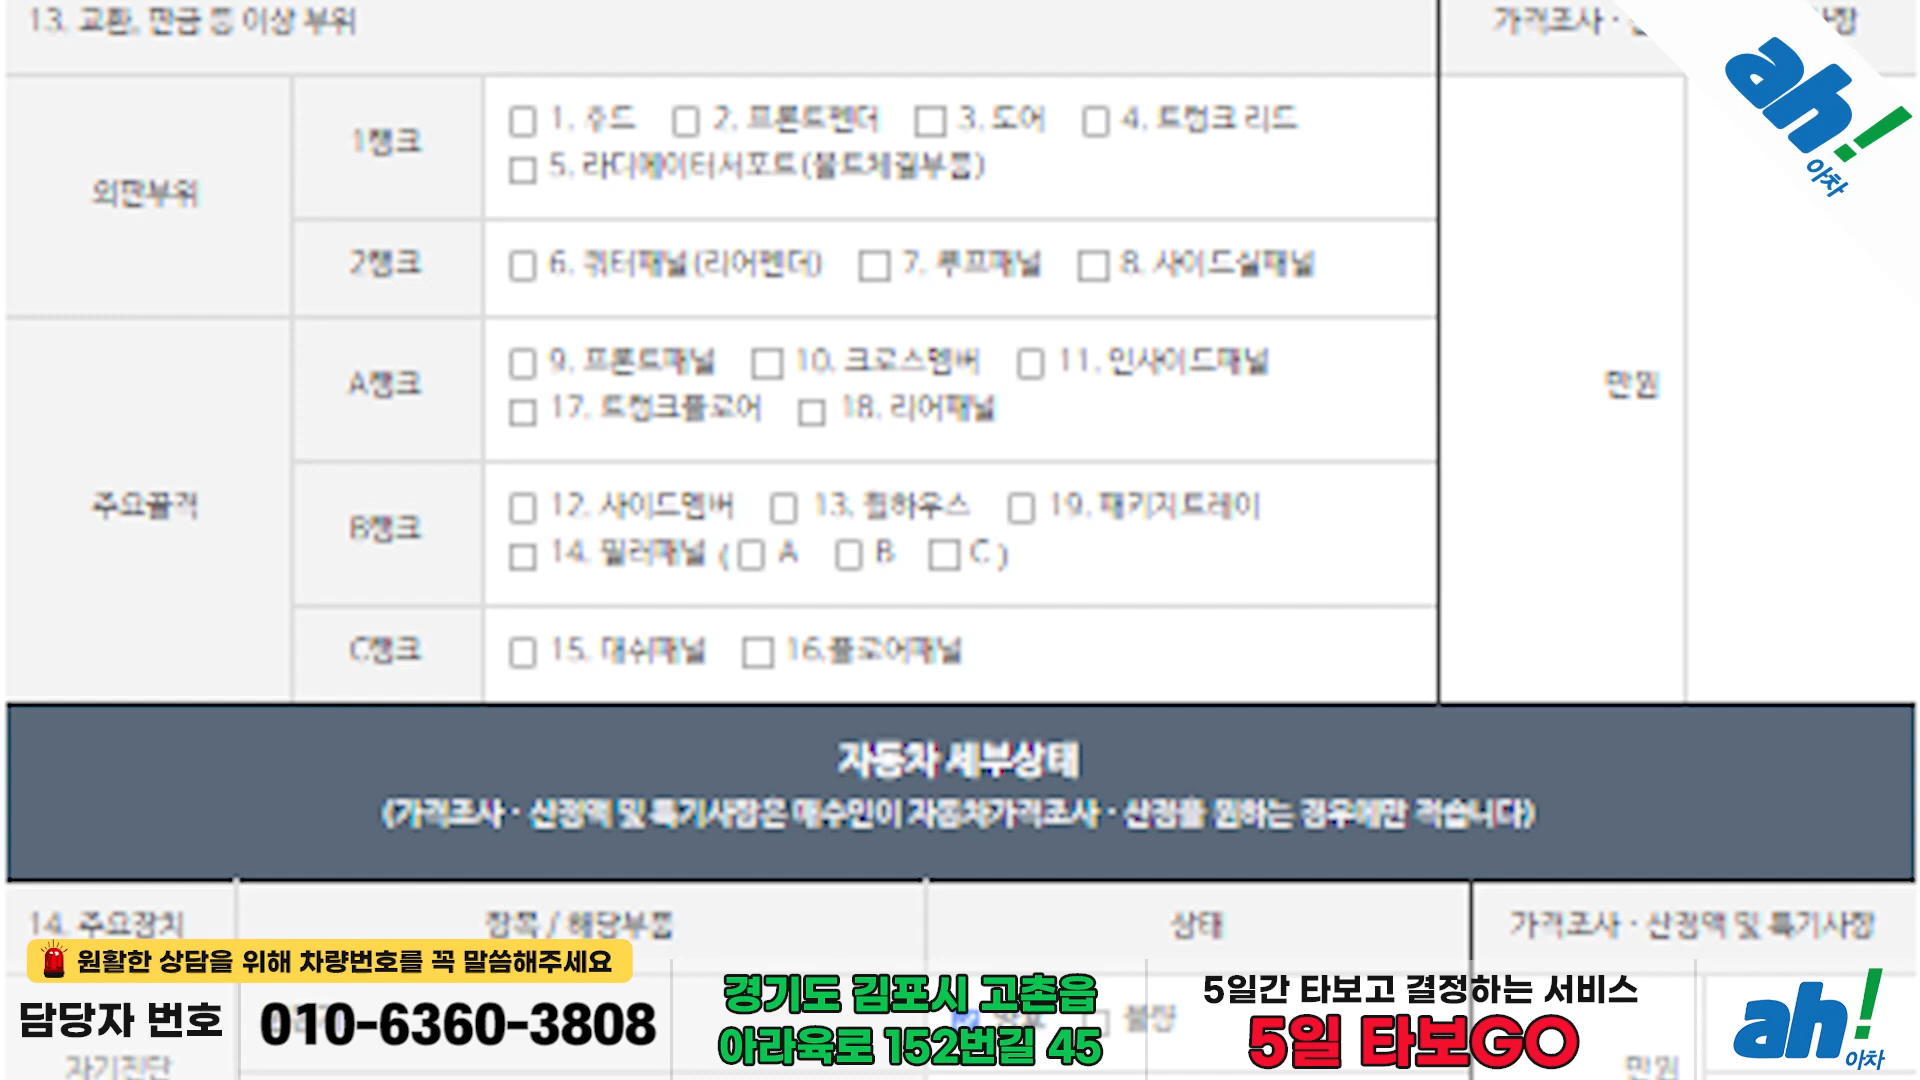 13. 교환, 판금 등 이상 부위
가격조사 · 산
사항
ah!
아차
외판부위
1랭크
1. 후드 2. 프론트펜더 3. 도어 4. 트렁크 리드
5. 라디에이터서포트(볼트체결부품)
2랭크
6. 쿼터패널(리어펜더) 7. 루프패널 8. 사이드실패널
주요골격
A랭크
9. 프론트패널 10. 크로스멤버 11. 인사이드패널
17. 트렁크플로어 18. 리어패널
만원
B랭크
12. 사이드멤버 13. 휠하우스 19. 패키지트레이
14. 필러패널 ( A B C )
C랭크
15. 대쉬패널 16.플로어패널
자동차 세부상태
(가격조사 · 산정액 및 특기사항은 매수인이 자동차가격조사 · 산정을 원하는 경우에만 적습니다)
14. 주요장치
항목 / 해당부품
상태
가격조사 · 산정액 및 특기사항
원활한 상담을 위해 차량번호를 꼭 말씀해주세요
담당자 번호
010-6360-3808
경기도 김포시 고촌읍
아라육로 152번길 45
불량
5일간 타보고 결정하는 서비스
5일 타보GO
ah!
아차
자기진단
만원